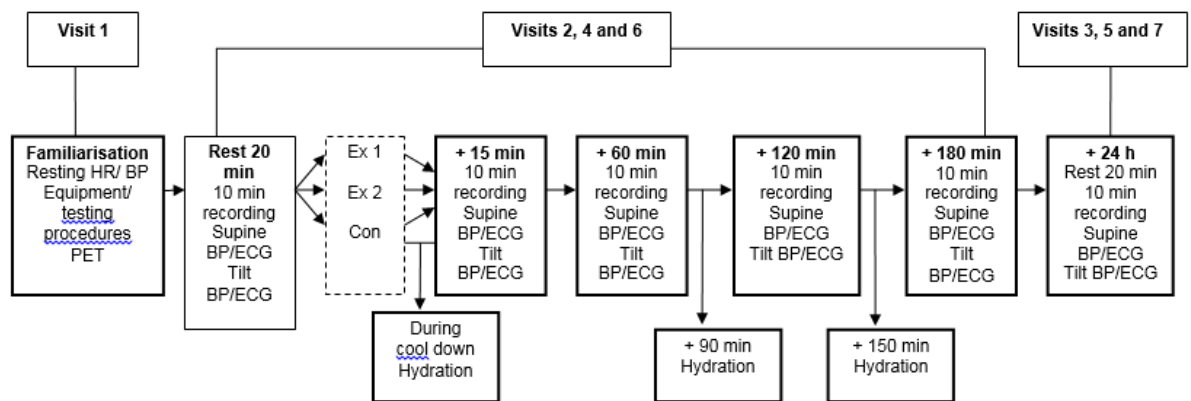 Visit 1
Visits 2, 4 and 6
Visits 3, 5 and 7
Familiarisation
Resting HR/ BP
Equipment/
testing
procedures
PET
Rest 20
min
10 min
recording
Supine
BP/ECG
Tilt
BP/ECG
Ex 1
Ex 2
Con
+ 15 min
10 min
recording
Supine
BP/ECG
Tilt
BP/ECG
+ 60 min
10 min
recording
Supine
BP/ECG
Tilt
BP/ECG
+ 120 min
10 min
recording
Supine
BP/ECG
Tilt BP/ECG
+ 180 min
10 min
recording
Supine
BP/ECG
Tilt
BP/ECG
+ 24 h
Rest 20 min
10 min
recording
Supine
BP/ECG
Tilt BP/ECG
During
cool down
Hydration
+ 90 min
Hydration
+ 150 min
Hydration